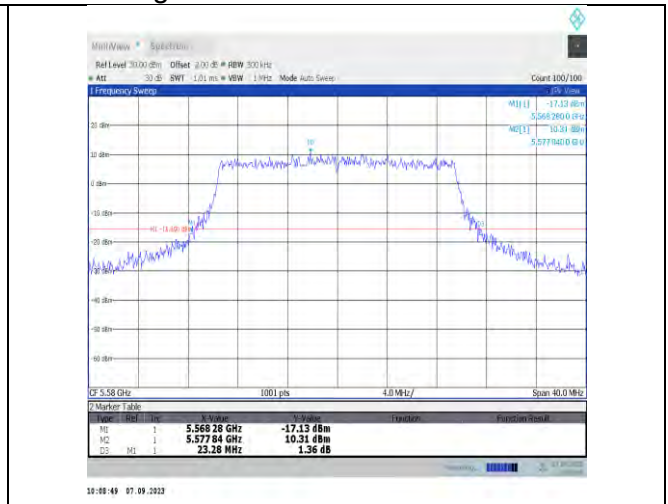 MultiView Spectrum
Ref Level 30.00 dBm Offset 2.00 dB RBW 300 kHz
Att 30 dB SWT 1.01 ms VBW 1 MHz Mode Auto Sweep Count 100/100
1 Frequency Sweep 1Pk View
M1[1] -17.13 dBm
5.568 280 0 GHz
20 dBm
M2[1] 10.31 dBm
5.577 840 0 GHz
M2
10 dBm
0 dBm
-10 dBm
-20 dBm
-30 dBm
-40 dBm
-50 dBm
-60 dBm
CF 5.58 GHz 1001 pts 4.0 MHz/ Span 40.0 MHz
2 Marker Table
Type Ref Trc X-Value Y-Value Function Function Result
M1 1 5.568 28 GHz -17.13 dBm
M2 1 5.577 84 GHz 10.31 dBm
D3 M1 1 23.28 MHz 1.36 dB
10:08:49 07.09.2023